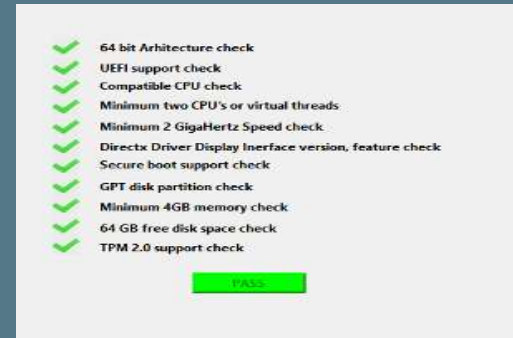 64 bit Arhitecture check
UEFI support check
Compatible CPU check
Minimum two CPU's or virtual threads
Minimum 2 GigaHertz Speed check
Directx Driver Display Inerface version, feature check
Secure boot support check
GPT disk partition check
Minimum 4GB memory check
64 GB free disk space check
TPM 2.0 support check
PASS